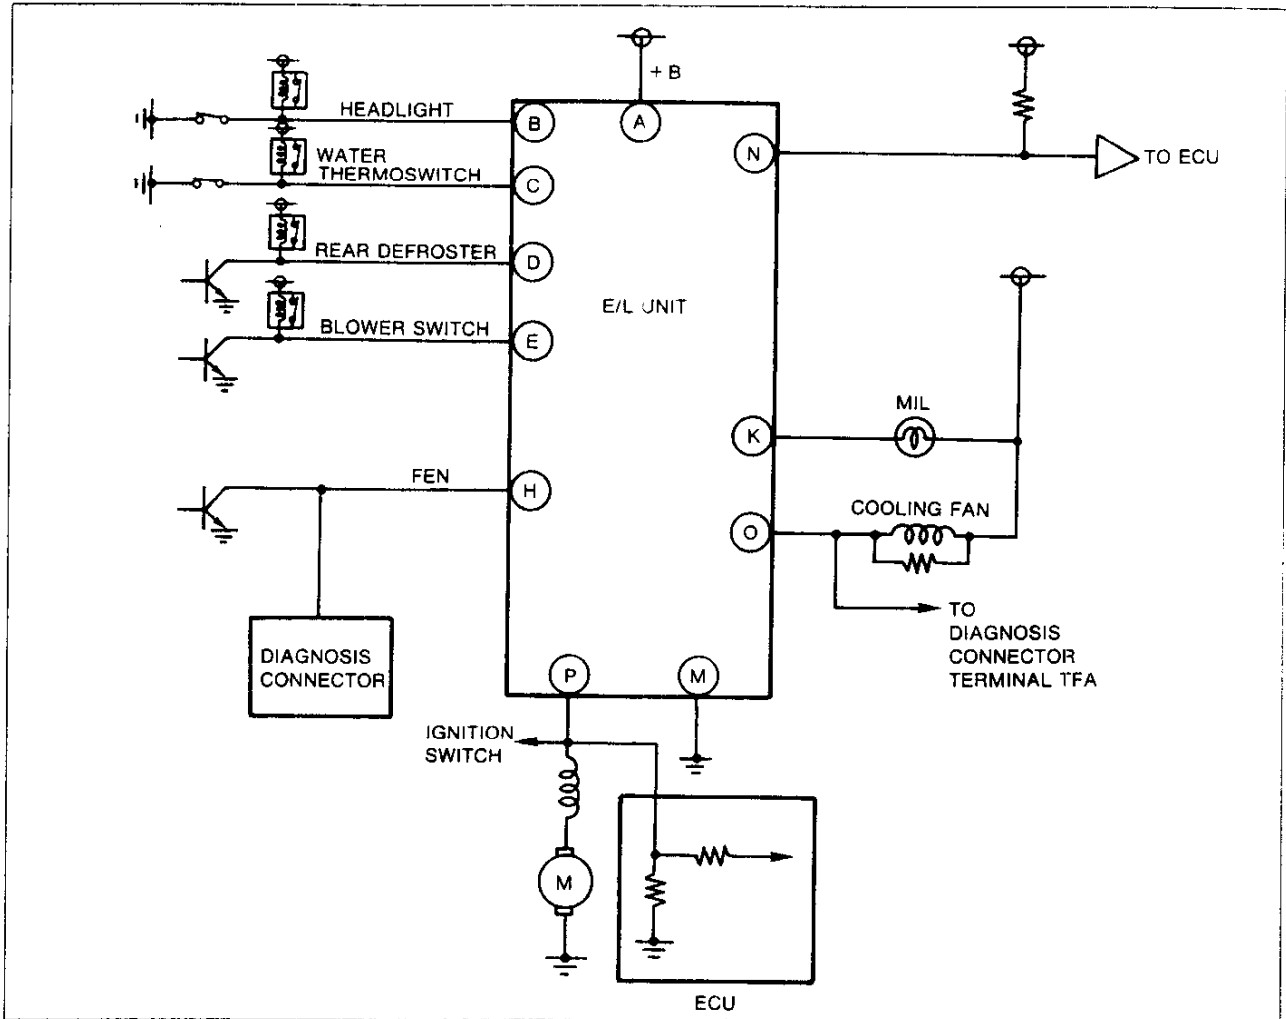 + B
HEADLIGHT
B
A
N
TO ECU
WATER
THERMOSWITCH
C
REAR DEFROSTER
D
E/L UNIT
BLOWER SWITCH
E
MIL
K
FEN
H
COOLING FAN
O
TO
DIAGNOSIS
CONNECTOR
TERMINAL TFA
DIAGNOSIS
CONNECTOR
P
M
IGNITION
SWITCH
M
ECU